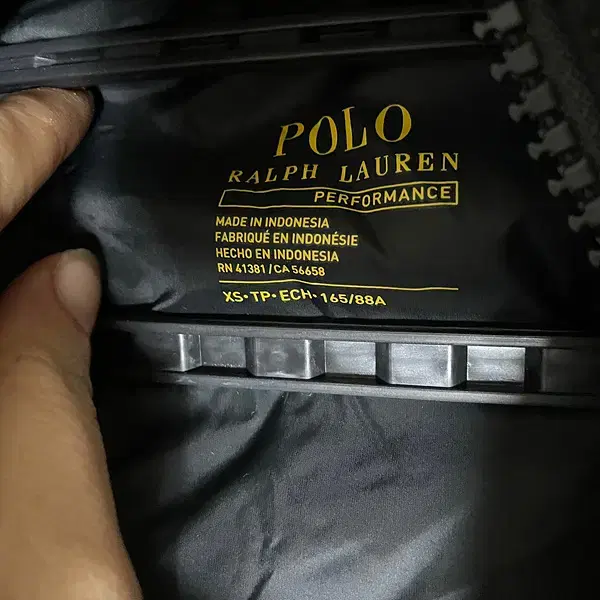 POLO
RALPH LAUREN
PERFORMANCE
MADE IN INDONESIA
FABRIQUÉ EN INDONÉSIE
HECHO EN INDONESIA
RN 41381 / CA 56658
XS • TP • ECH • 165/88A